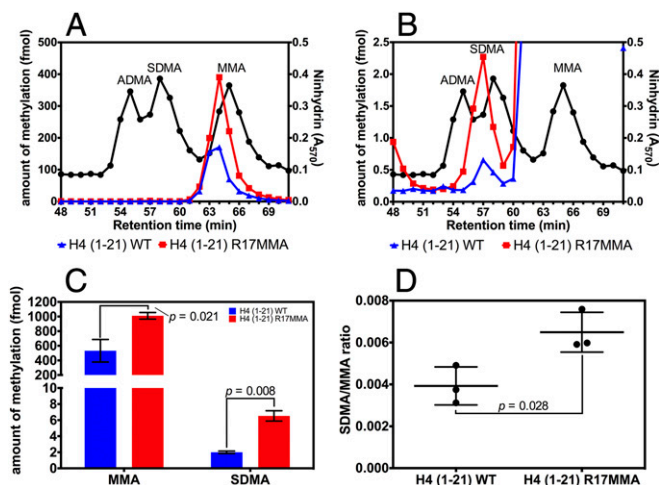 A
amount of methylation (fmol)
500
400
300
200
100
0
ADMA
SDMA
MMA
0.5
0.4
0.3
0.2
0.1
0.0
Ninhydrin (A570)
48 51 54 57 60 63 66 69
Retention time (min)
H4 (1-21) WT H4 (1-21) R17MMA
B
amount of methylation (fmol)
2.5
2.0
1.5
1.0
0.5
0.0
ADMA
SDMA
MMA
0.5
0.4
0.3
0.2
0.1
0.0
Ninhydrin (A570)
48 51 54 57 60 63 66 69
Retention time (min)
H4 (1-21) WT H4 (1-21) R17MMA
C
amount of methylation (fmol)
1200
1000
800
600
400
200
8
6
4
2
0
p = 0.021
H4 (1-21) WT
H4 (1-21) R17MMA
p = 0.008
MMA SDMA
D
SDMA/MMA ratio
0.008
0.006
0.004
0.002
0.000
p = 0.028
H4 (1-21) WT H4 (1-21) R17MMA